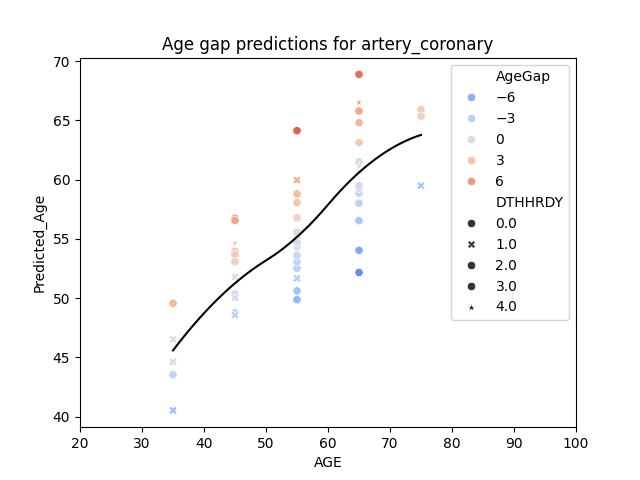 Age gap predictions for artery_coronary
Predicted_Age
70
65
60
55
50
45
40
20 30 40 50 60 70 80 90 100
AGE
AgeGap
−6
−3
0
3
6
DTHHRDY
0.0
1.0
2.0
3.0
4.0